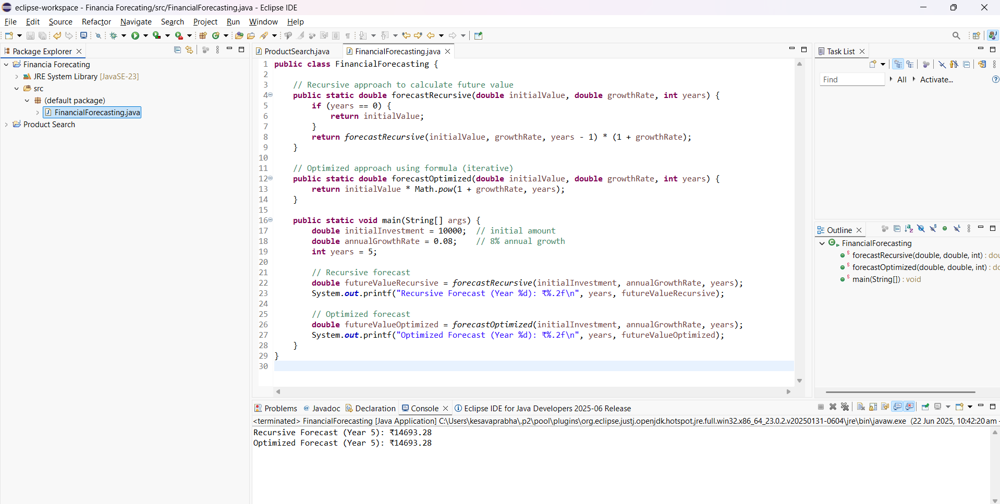 eclipse-workspace - Financia Forecating/src/FinancialForecasting.java - Eclipse IDE
File Edit Source Refactor Navigate Search Project Run Window Help
Package Explorer
Financia Forecating
JRE System Library [JavaSE-23]
src
(default package)
FinancialForecasting.java
Product Search
ProductSearch.java FinancialForecasting.java
1 public class FinancialForecasting {
2
3 // Recursive approach to calculate future value
4 public static double forecastRecursive(double initialValue, double growthRate, int years) {
5 if (years == 0) {
6 return initialValue;
7 }
8 return forecastRecursive(initialValue, growthRate, years - 1) * (1 + growthRate);
9 }
10
11 // Optimized approach using formula (iterative)
12 public static double forecastOptimized(double initialValue, double growthRate, int years) {
13 return initialValue * Math.pow(1 + growthRate, years);
14 }
15
16 public static void main(String[] args) {
17 double initialInvestment = 10000; // initial amount
18 double annualGrowthRate = 0.08; // 8% annual growth
19 int years = 5;
20
21 // Recursive forecast
22 double futureValueRecursive = forecastRecursive(initialInvestment, annualGrowthRate, years);
23 System.out.printf("Recursive Forecast (Year %d): ₹%.2f\n", years, futureValueRecursive);
24
25 // Optimized forecast
26 double futureValueOptimized = forecastOptimized(initialInvestment, annualGrowthRate, years);
27 System.out.printf("Optimized Forecast (Year %d): ₹%.2f\n", years, futureValueOptimized);
28 }
29 }
30
Task List
Find All Activate...
Outline
FinancialForecasting
forecastRecursive(double, double, int) : dou
forecastOptimized(double, double, int) : do
main(String[]) : void
Problems Javadoc Declaration Console Eclipse IDE for Java Developers 2025-06 Release
<terminated> FinancialForecasting [Java Application] C:\Users\kesavaprabha\.p2\pool\plugins\org.eclipse.justj.openjdk.hotspot.jre.full.win32.x86_64_23.0.2.v20250131-0604\jre\bin\javaw.exe (22 Jun 2025, 10:42:20 am -
Recursive Forecast (Year 5): ₹14693.28
Optimized Forecast (Year 5): ₹14693.28